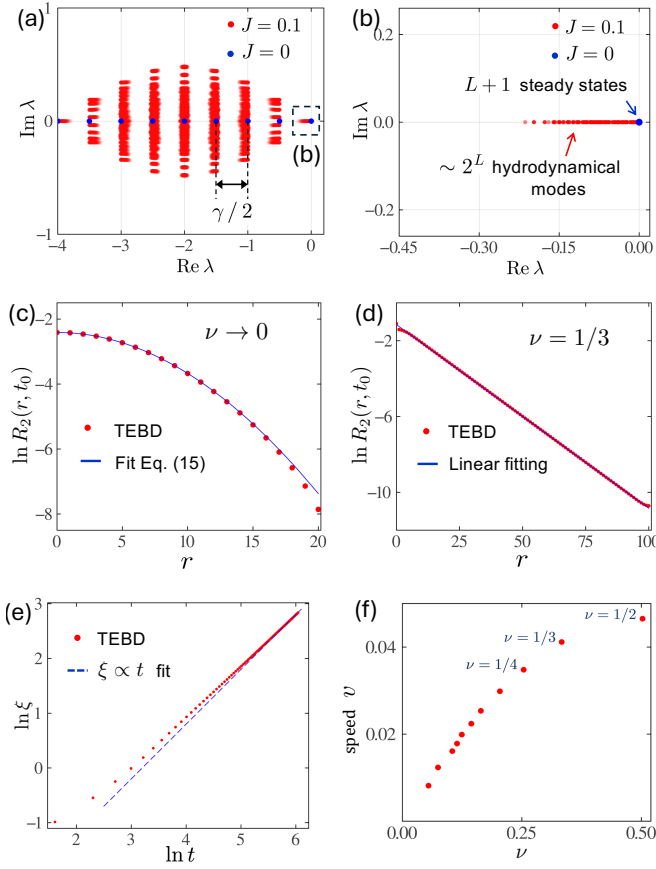 (a)
1
0
−1
Im λ
−4
−3
−2
−1
0
Re λ
J = 0.1
J = 0
(b)
γ / 2
(b)
0.2
0.0
−0.2
Im λ
−0.45
−0.30
−0.15
0.00
Re λ
J = 0.1
J = 0
L + 1 steady states
∼ 2^L hydrodynamical
modes
(c)
ν → 0
−2
−4
−6
−8
ln R₂(r, t₀)
TEBD
Fit Eq. (15)
0
5
10
15
20
r
(d)
ν = 1/3
−2
−6
−10
ln R₂(r, t₀)
TEBD
Linear fitting
0
25
50
75
100
r
(e)
3
2
1
0
−1
ln ξ
TEBD
ξ ∝ t fit
2
3
4
5
6
ln t
(f)
0.04
0.02
speed v
ν = 1/2
ν = 1/3
ν = 1/4
0.00
0.25
0.50
ν